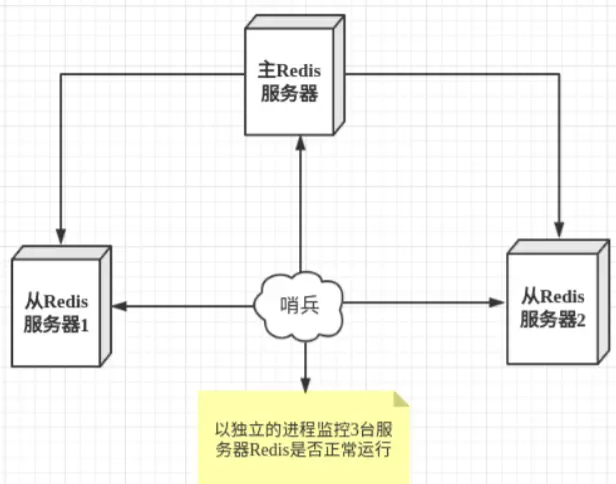 主Redis
服务器
从Redis
服务器1
哨兵
从Redis
服务器2
以独立的进程监控3台服
务器Redis是否正常运行